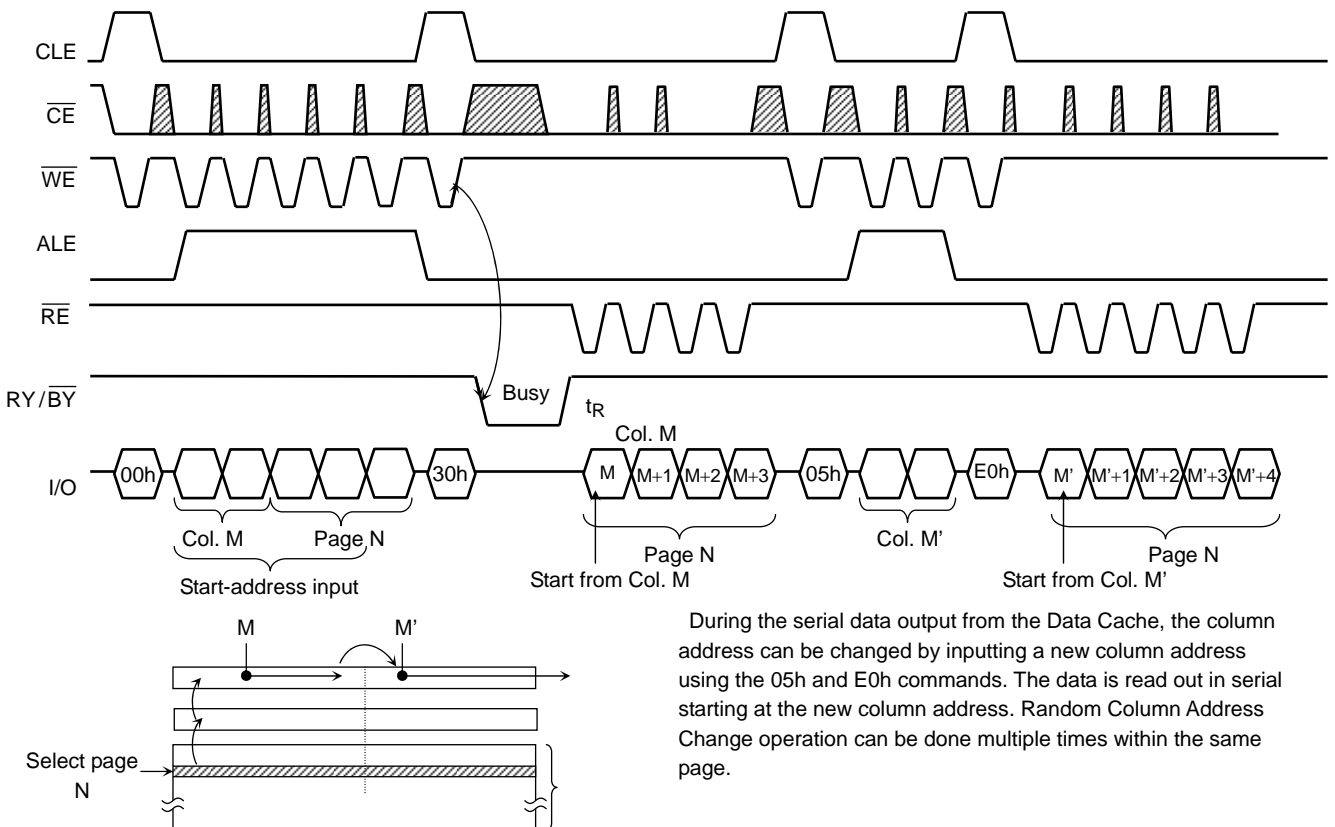 CLE
CE
WE
ALE
RE
RY/BY
Busy
tR
Col. M
I/O
00h
30h
M
M+1
M+2
M+3
05h
E0h
M'
M'+1
M'+2
M'+3
M'+4
Col. M
Page N
Start-address input
Page N
Start from Col. M
Col. M'
Page N
Start from Col. M'
M
M'
Select page
N
During the serial data output from the Data Cache, the column
address can be changed by inputting a new column address
using the 05h and E0h commands. The data is read out in serial
starting at the new column address. Random Column Address
Change operation can be done multiple times within the same
page.